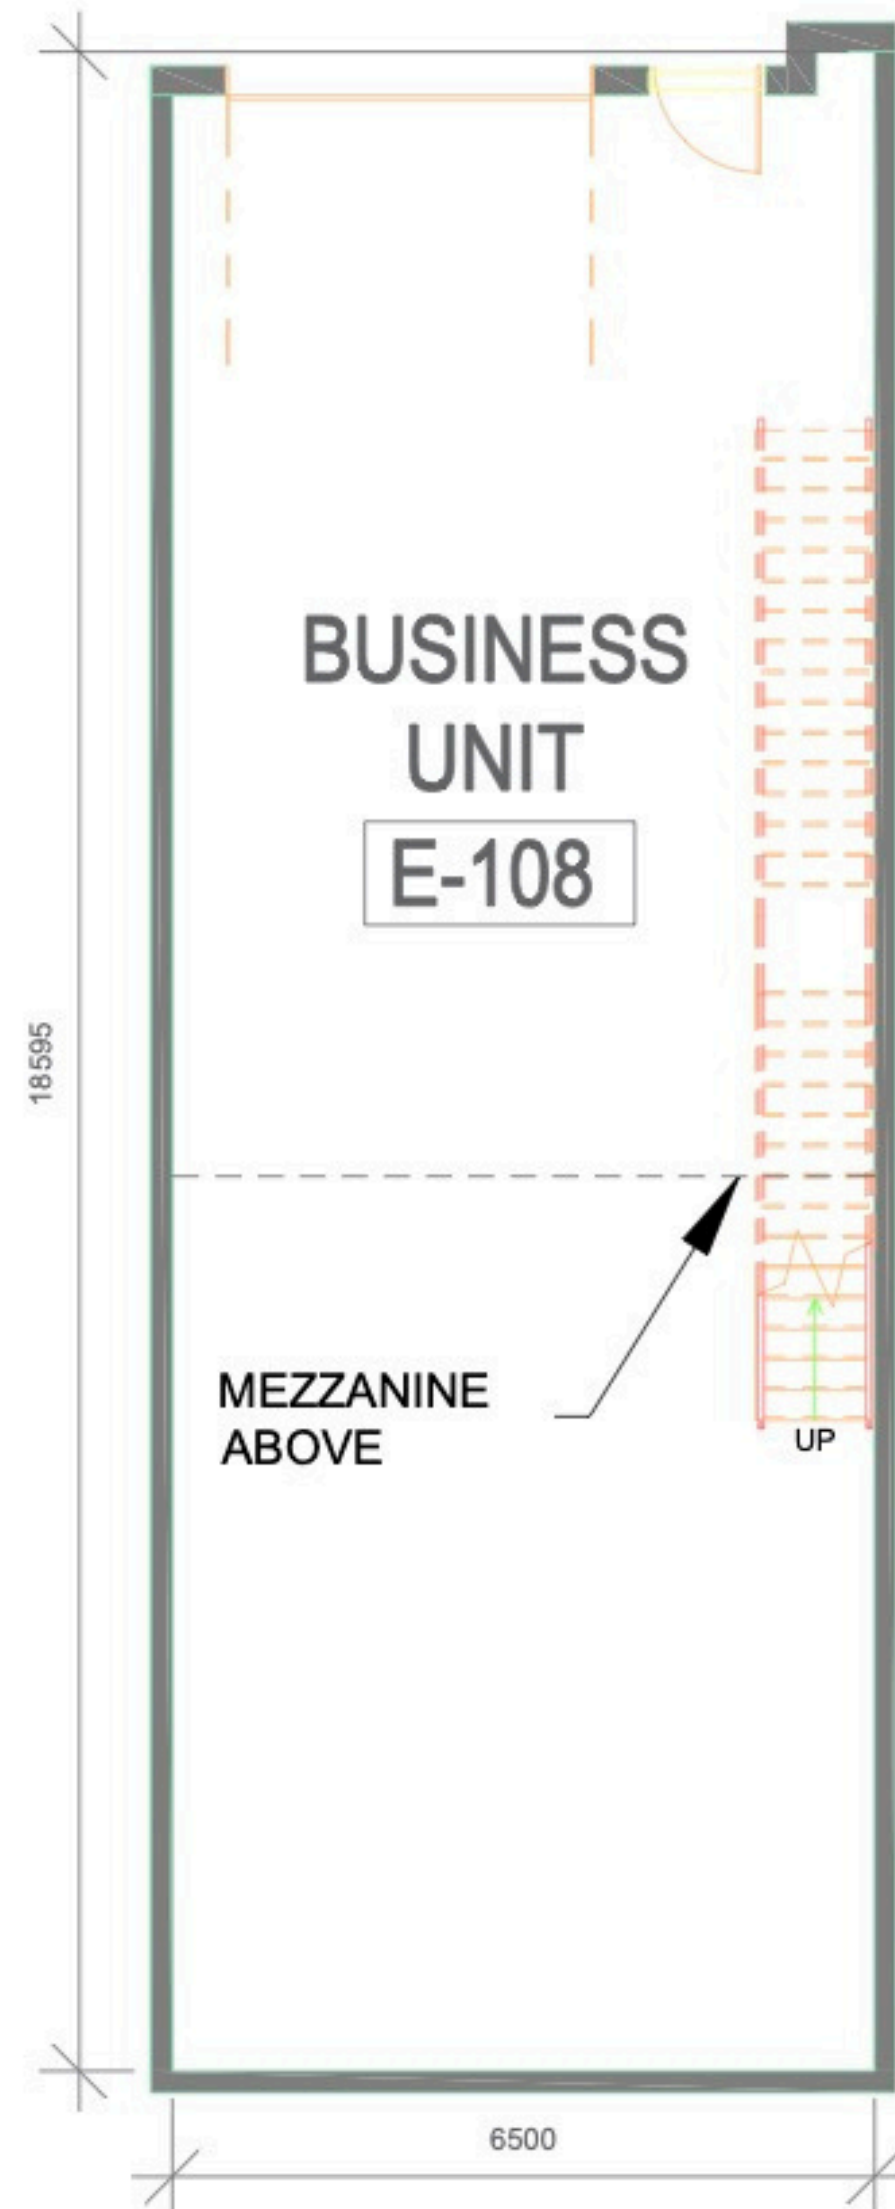 BUSINESS
UNIT
E-108
18595
MEZZANINE
ABOVE
UP
6500